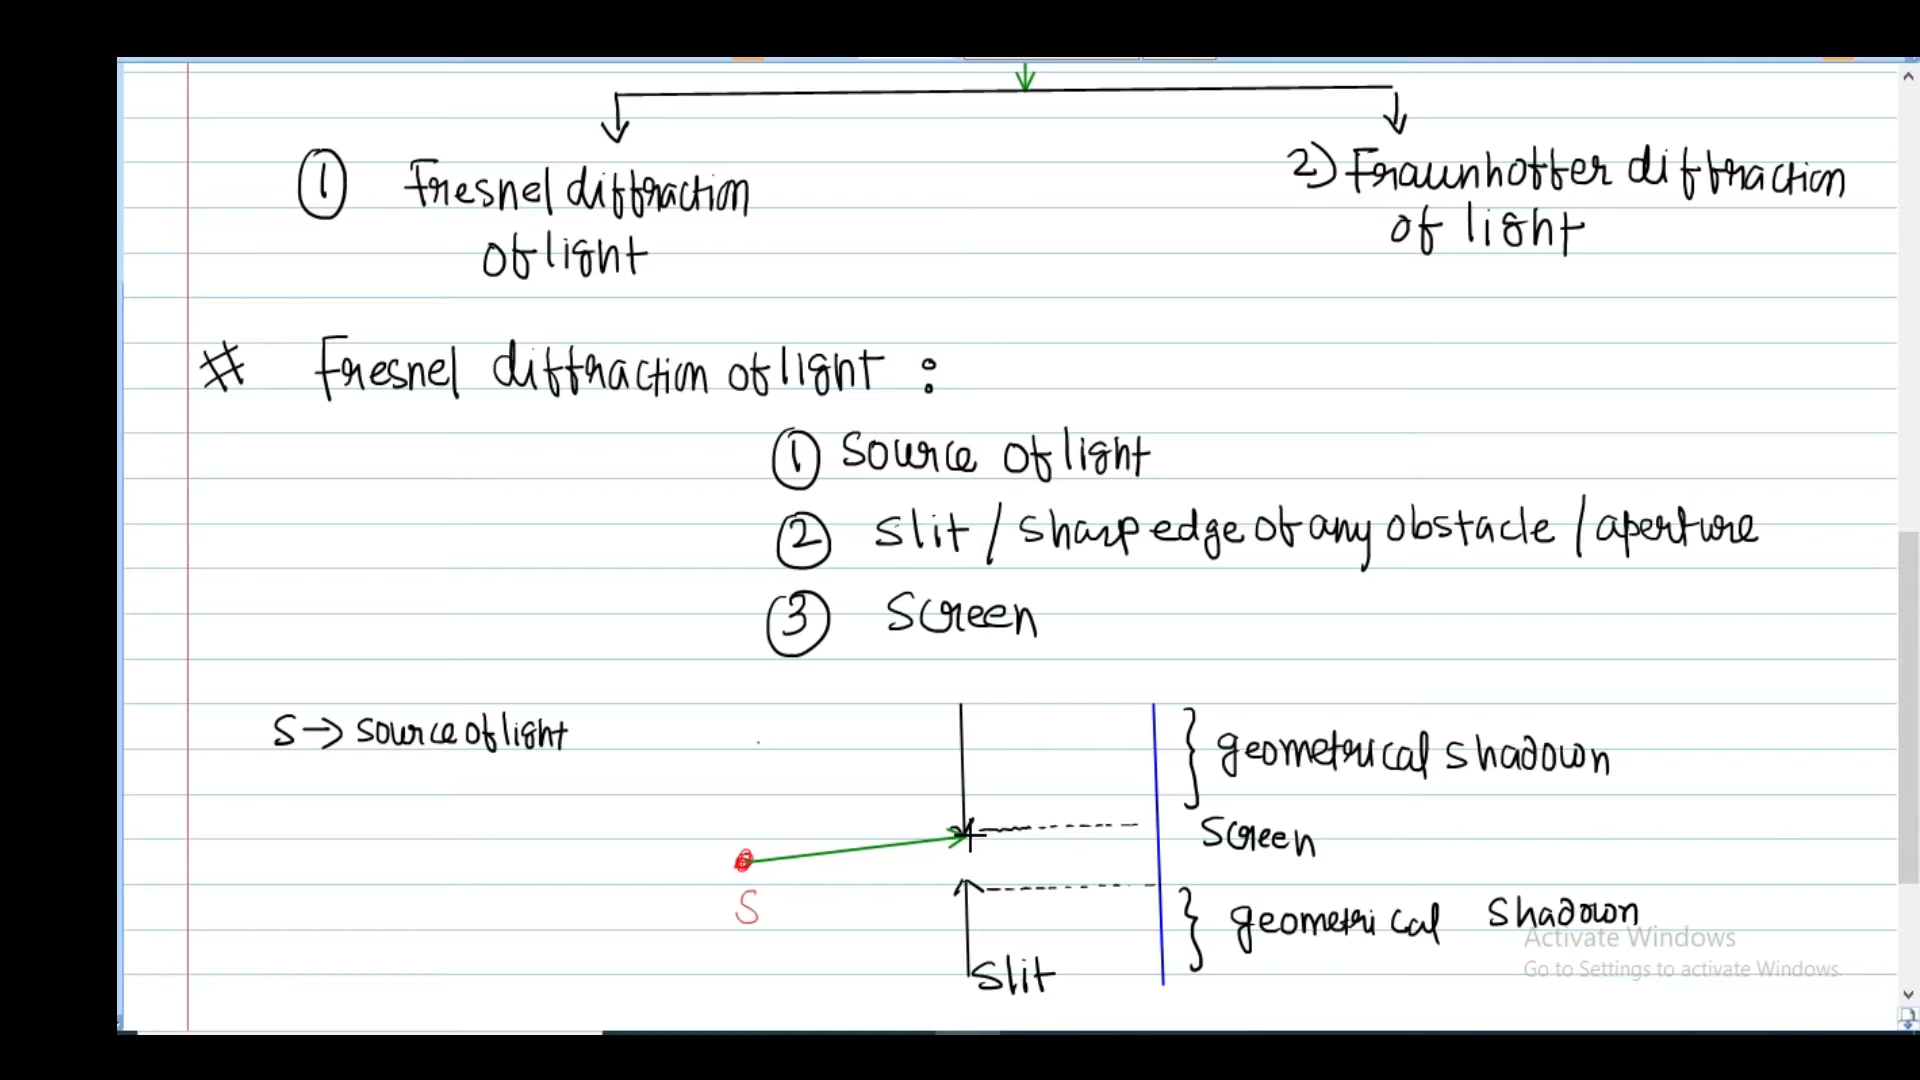 ① Fresnel diffraction
of light
2) Fraunhoffer diffraction
of light
# Fresnel diffraction of light :
① Source of light
② Slit / sharp edge of any obstacle / aperture
③ Screen
S → Source of light
} geometrical shadown
Screen
S
} geometrical shadown
Slit
Activate Windows
Go to Settings to activate Windows.